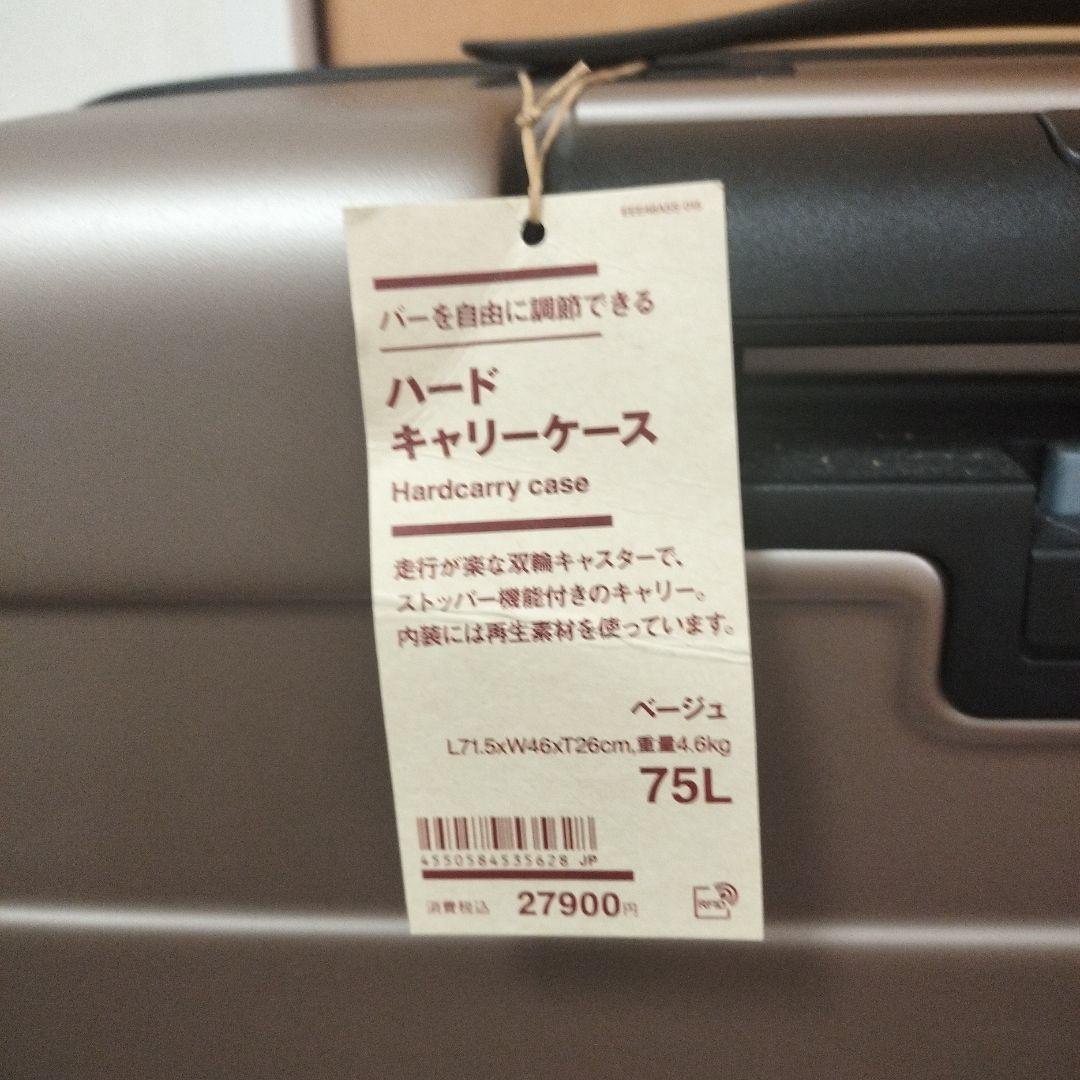 バーを自由に調節できる
ハード
キャリーケース
Hardcarry case
走行が楽な双輪キャスターで、
ストッパー機能付きのキャリー。
内装には再生素材を使っています。
ベージュ
L71.5xW46xT26cm,重量4.6kg
75L
4550584535628 JP
消費税込 27900円
RFID